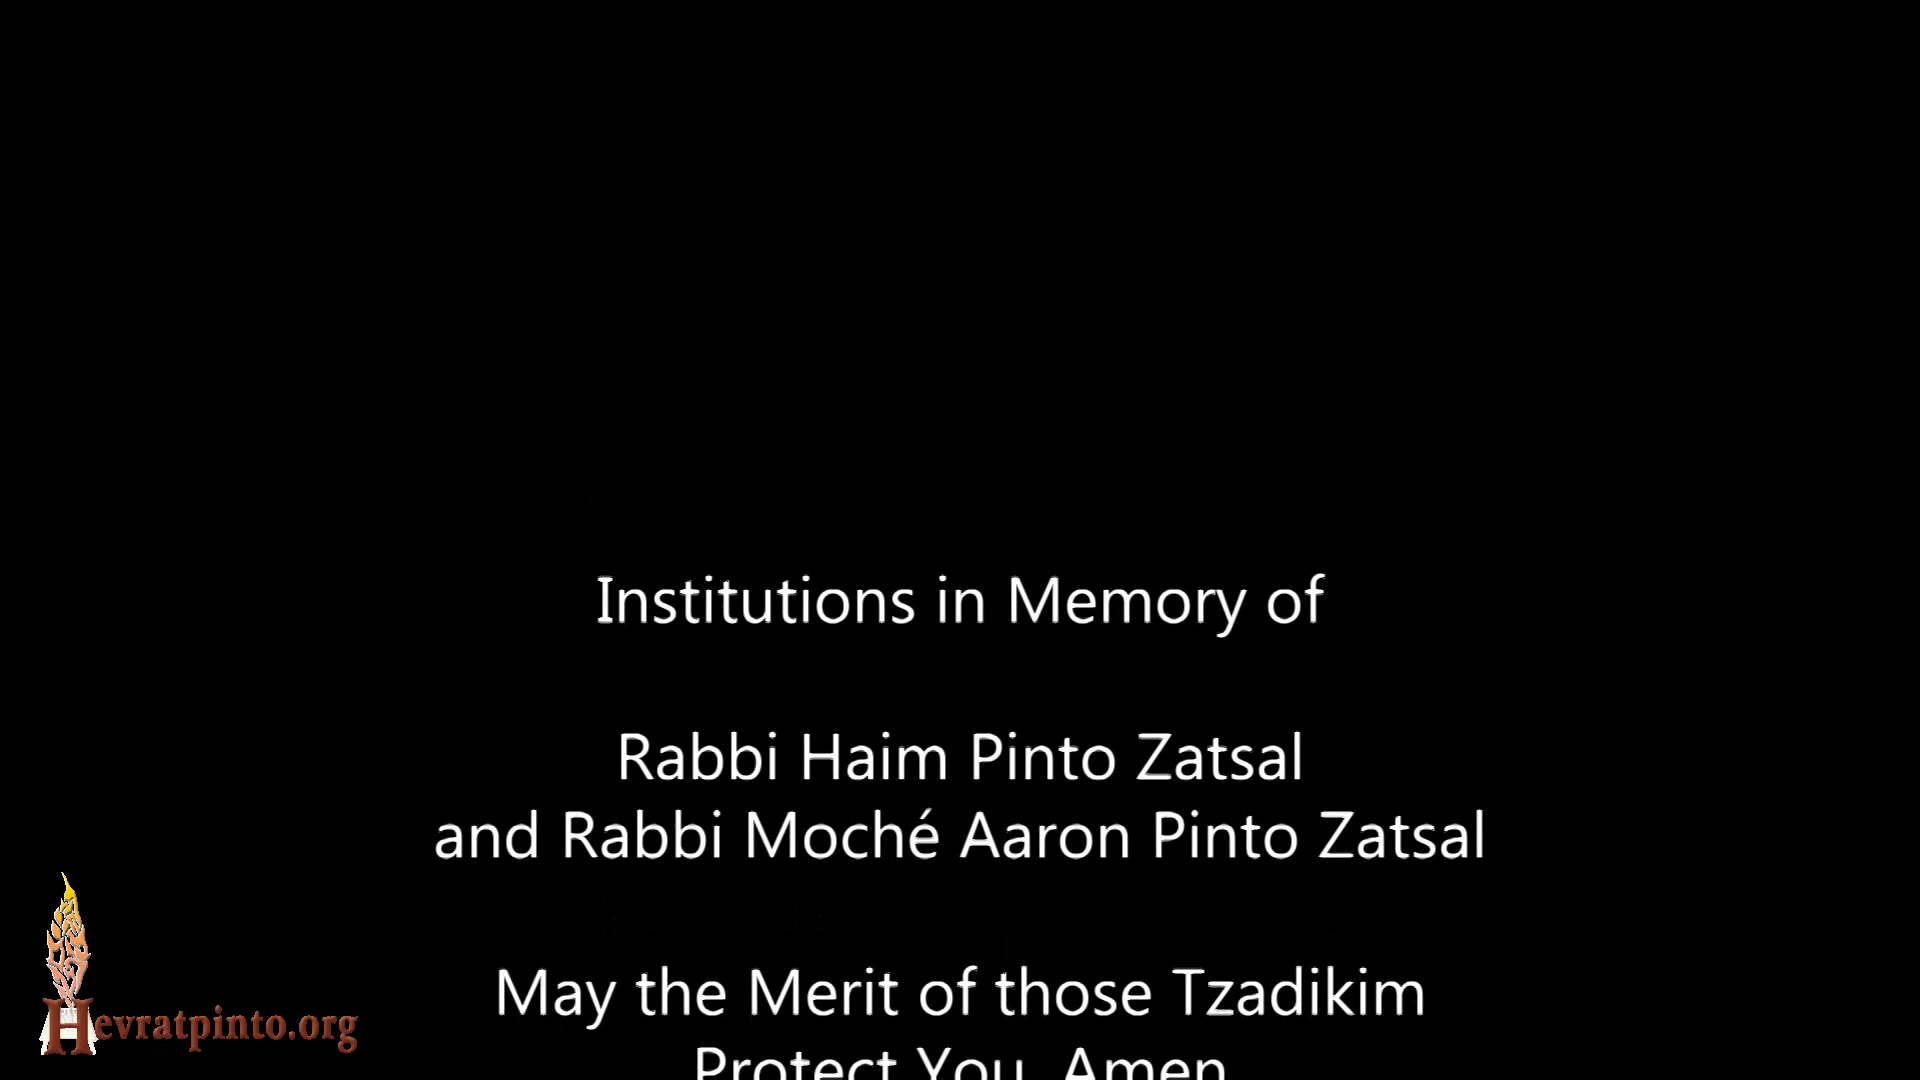 Institutions in Memory of
Rabbi Haim Pinto Zatsal
and Rabbi Moché Aaron Pinto Zatsal
May the Merit of those Tzadikim
Protect You, Amen
Hevratpinto.org